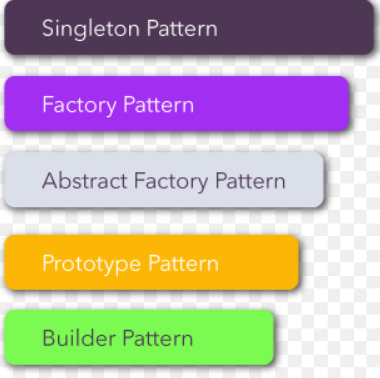 Singleton Pattern
Factory Pattern
Abstract Factory Pattern
Prototype Pattern
Builder Pattern